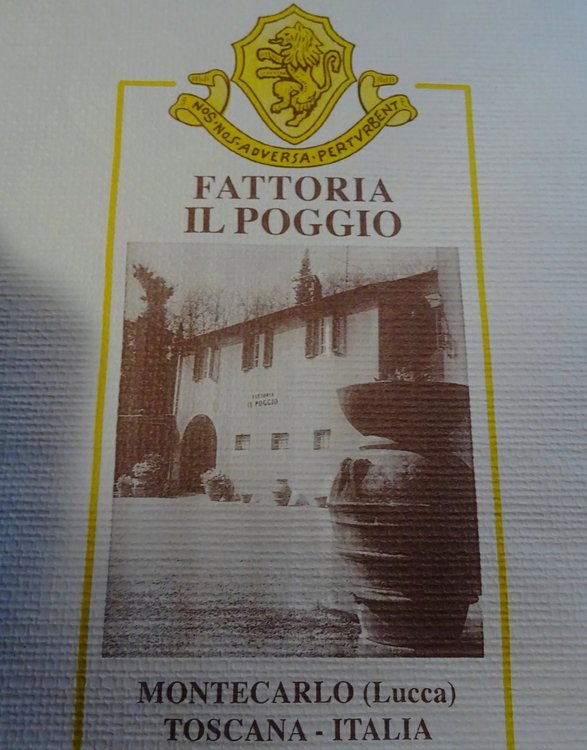 NOS·NOS·ADVERSA·PERTVRBENT
FATTORIA
IL POGGIO
FATTORIA
IL POGGIO
MONTECARLO (Lucca)
TOSCANA - ITALIA